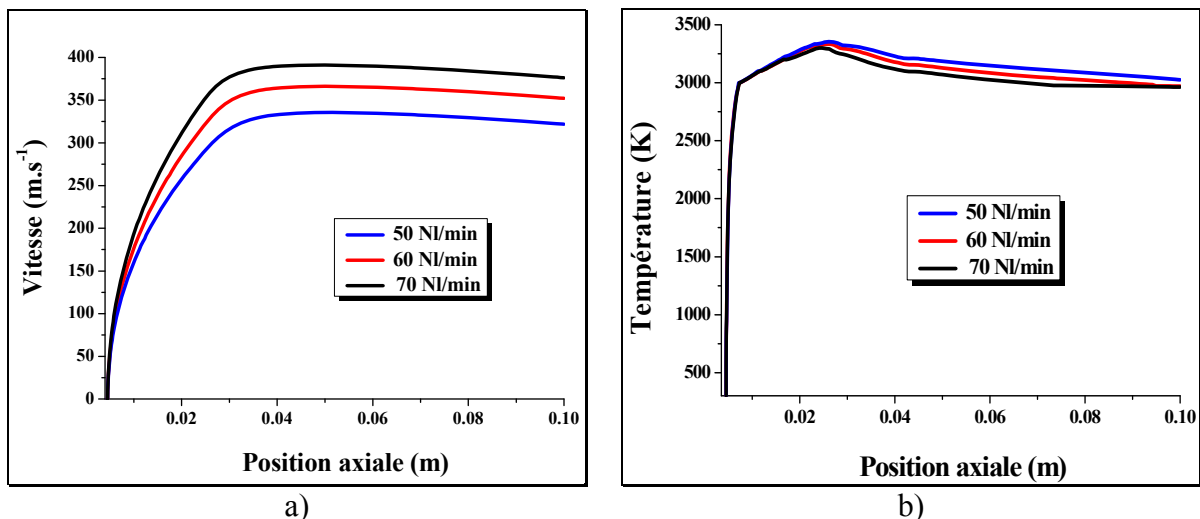 400
350
300
250
200
150
100
50
0
Vitesse (m.s-1)
50 Nl/min
60 Nl/min
70 Nl/min
0.02
0.04
0.06
0.08
0.10
Position axiale (m)
a)
3500
3000
2500
2000
1500
1000
500
Température (K)
50 Nl/min
60 Nl/min
70 Nl/min
0.02
0.04
0.06
0.08
0.10
Position axiale (m)
b)